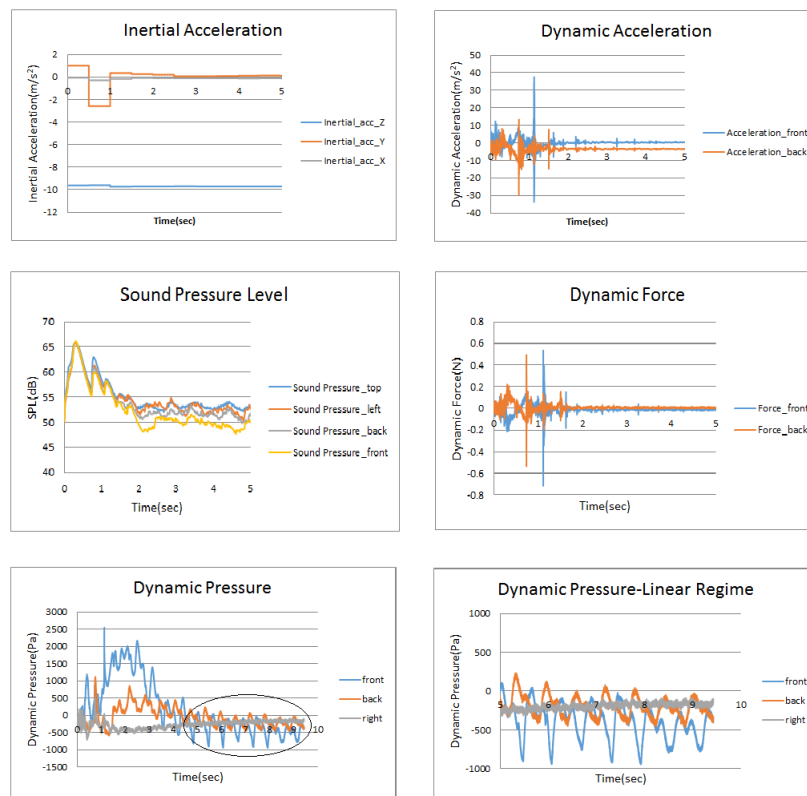 Inertial Acceleration
Inertial Acceleration(m/s²)
2
0
-2
-4
-6
-8
-10
-12
0
1
2
3
4
5
Time(sec)
Inertial_acc_Z
Inertial_acc_Y
Inertial_acc_X
Dynamic Acceleration
Dynamic Acceleration(m/s²)
50
40
30
20
10
0
-10
-20
-30
-40
0
1
2
3
4
5
Time(sec)
Acceleration_front
Acceleration_back
Sound Pressure Level
SPL(dB)
70
65
60
55
50
45
40
0
1
2
3
4
5
Time(sec)
Sound Pressure_top
Sound Pressure_left
Sound Pressure_back
Sound Pressure_front
Dynamic Force
Dynamic Force(N)
0.8
0.6
0.4
0.2
0
-0.2
-0.4
-0.6
-0.8
0
1
2
3
4
5
Time(sec)
Force_front
Force_back
Dynamic Pressure
Dynamic Pressure(Pa)
3000
2500
2000
1500
1000
500
0
-500
-1000
-1500
0
1
2
3
4
5
6
7
8
9
10
Time(sec)
front
back
right
Dynamic Pressure-Linear Regime
Dynamic Pressure(Pa)
1000
500
0
-500
-1000
5
6
7
8
9
10
Time(sec)
front
back
right